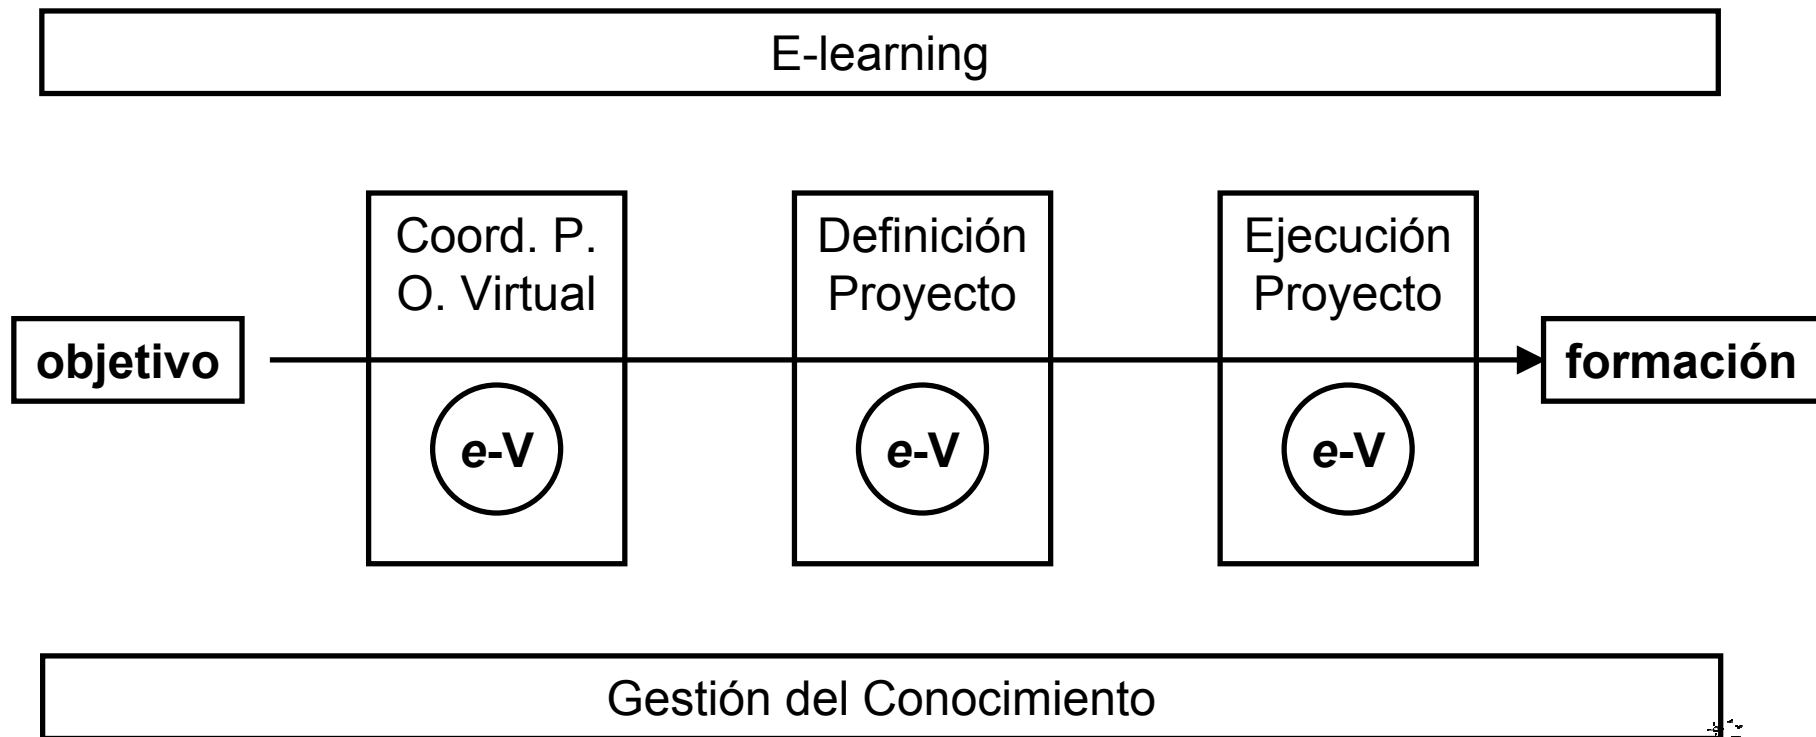 E-learning
Coord. P.
O. Virtual
Definición
Proyecto
Ejecución
Proyecto
objetivo
formación
e-V
e-V
e-V
Gestión del Conocimiento